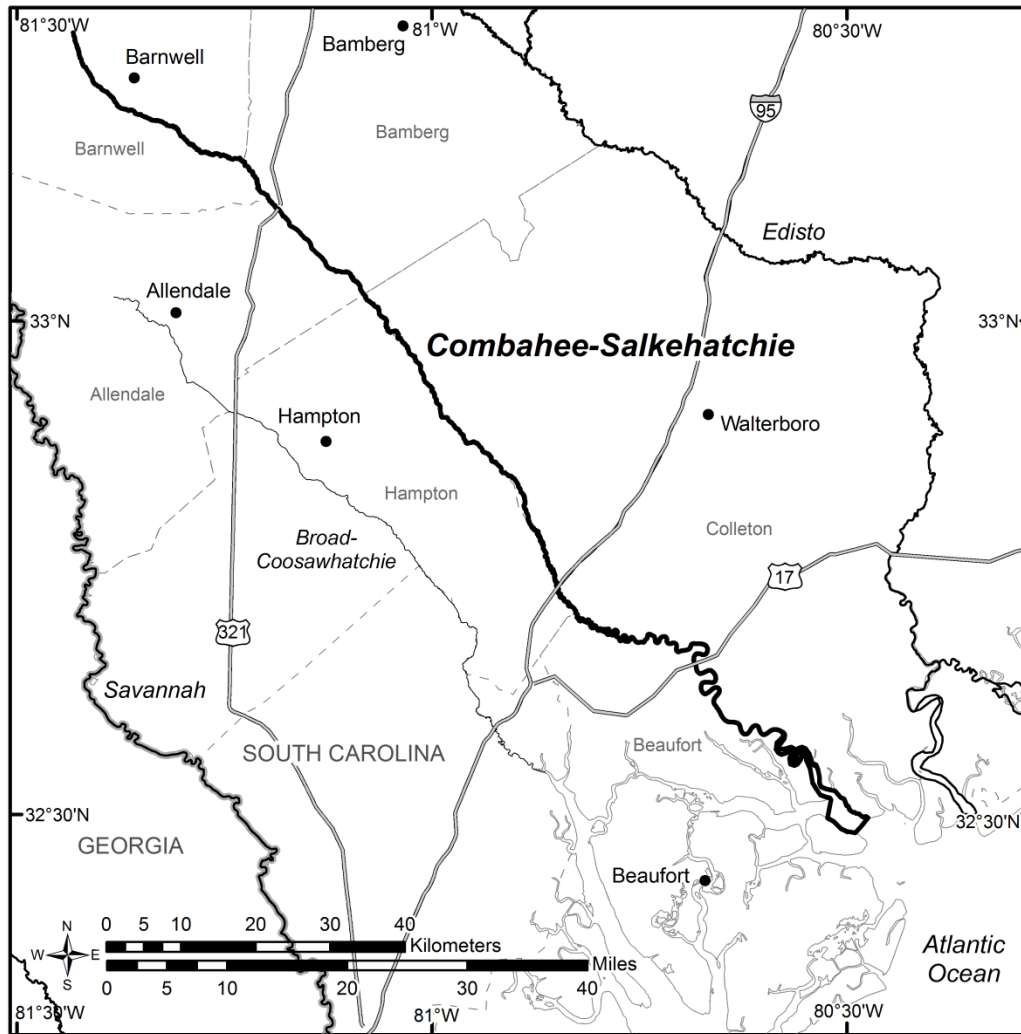 81°30'W
81°W
80°30'W
Barnwell
Bamberg
95
Barnwell
Bamberg
Edisto
Allendale
33°N
33°N
Combahee-Salkehatchie
Allendale
Hampton
Walterboro
Hampton
Colleton
Broad-
Coosawhatchie
17
321
Savannah
SOUTH CAROLINA
Beaufort
32°30'N
32°30'N
GEORGIA
Beaufort
0 5 10 20 30 40
Kilometers
N
W E
S
Miles
0 5 10 20 30 40
Atlantic
Ocean
81°30'W
81°W
80°30'W